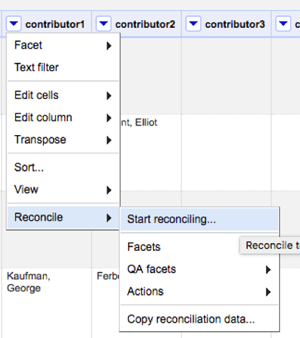 contributor1 contributor2 contributor3 c
Facet
Text filter
Edit cells
Edit column
nt, Elliot
Transpose
Sort...
View
Reconcile
Start reconciling...
Facets
Reconcile t
QA facets
Kaufman,
George
Ferbe
Actions
Copy reconciliation data...